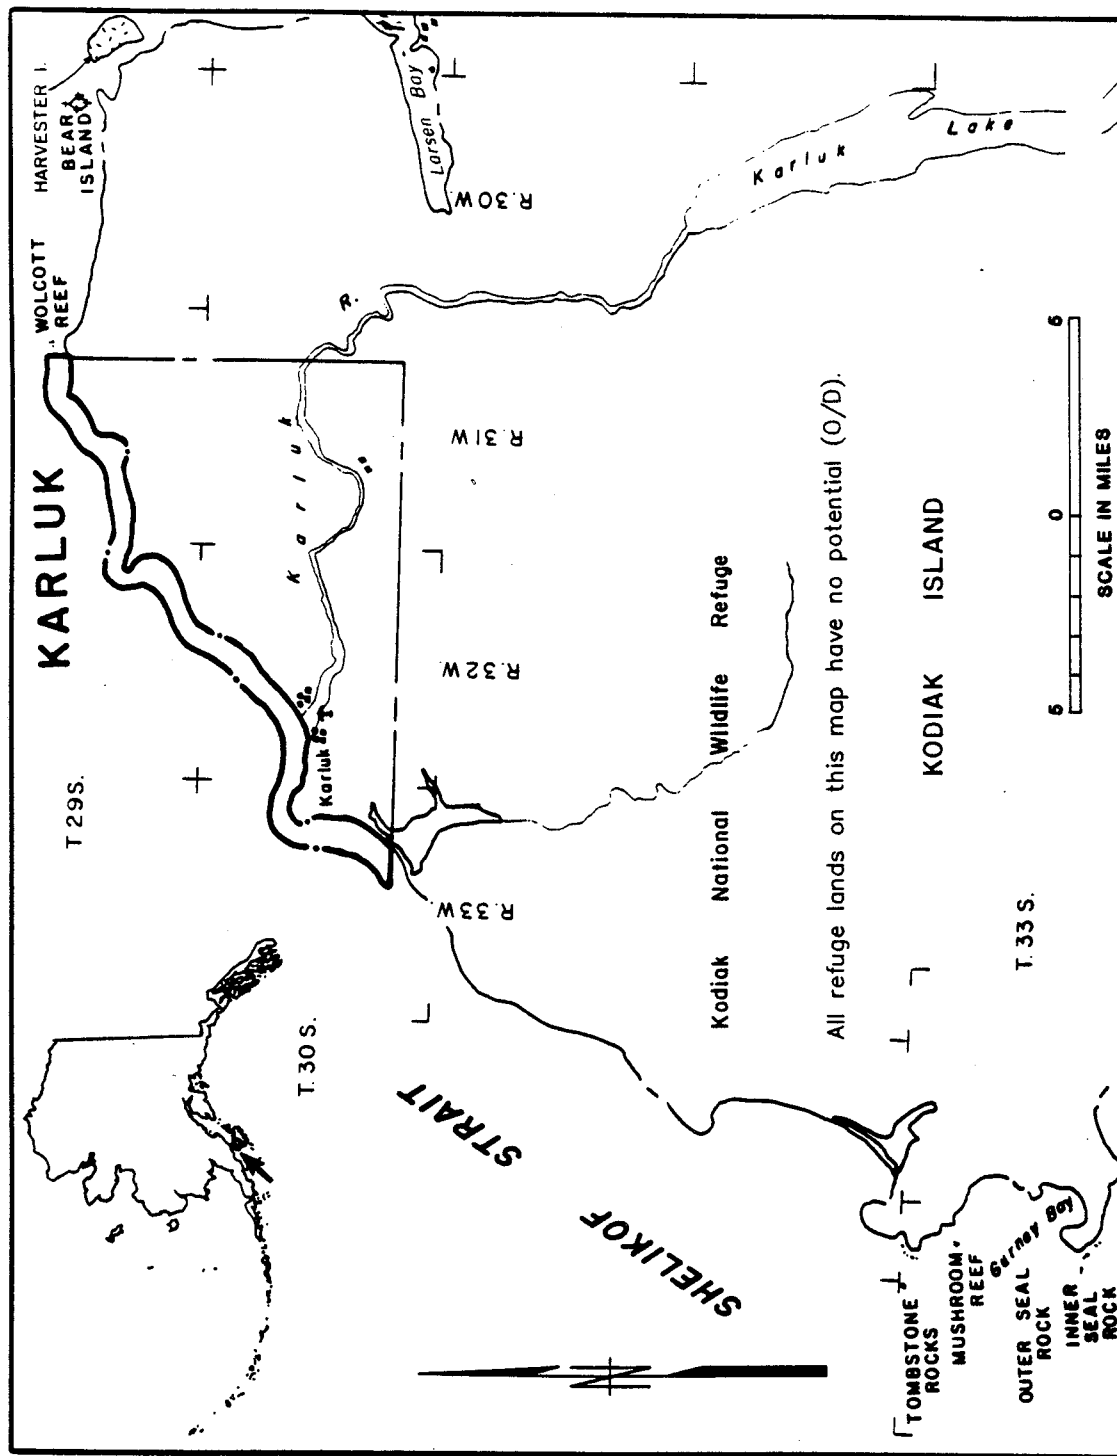 KARLUK
HARVESTER I.
BEAR
ISLAND
WOLCOTT
REEF
T 29S.
T. 30 S.
Larsen Bay
R. 30W.
R.
Karluk
Karluk
R. 31W.
R. 32W.
R. 33W.
Karluk Lake
SHELIKOF STRAIT
Kodiak National Wildlife Refuge
All refuge lands on this map have no potential (O/D).
KODIAK ISLAND
T. 33 S.
N
TOMBSTONE
ROCKS
MUSHROOM
REEF
Gurney Bay
OUTER SEAL
ROCK
INNER
SEAL
ROCK
5 0 5
SCALE IN MILES